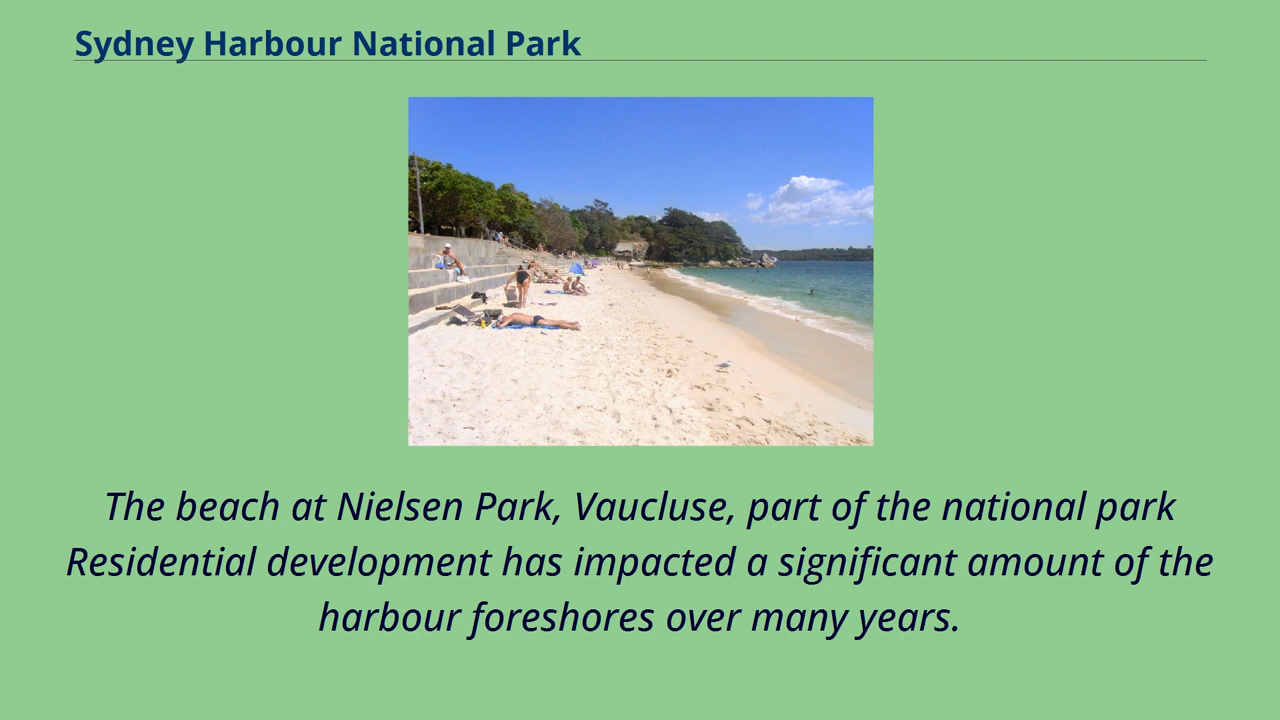 Sydney Harbour National Park
The beach at Nielsen Park, Vaucluse, part of the national park
Residential development has impacted a significant amount of the
harbour foreshores over many years.